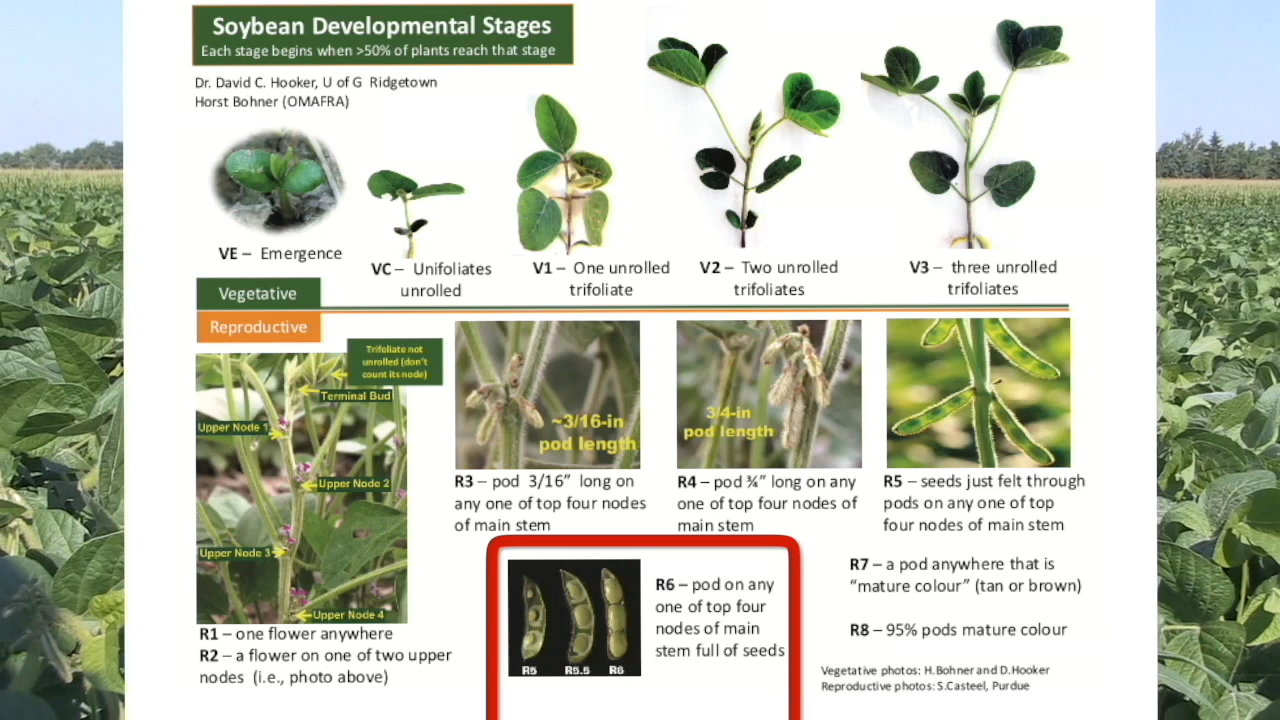 Soybean Developmental Stages
Each stage begins when >50% of plants reach that stage
Dr. David C. Hooker, U of G Ridgetown
Horst Bohner (OMAFRA)
VE – Emergence
VC – Unifoliates
unrolled
V1 – One unrolled
trifoliate
V2 – Two unrolled
trifoliates
V3 – three unrolled
trifoliates
Vegetative
Reproductive
Trifoliate not
unrolled (don't
count its node)
Terminal Bud
Upper Node 1
Upper Node 2
Upper Node 3
Upper Node 4
R1 – one flower anywhere
R2 – a flower on one of two upper
nodes (i.e., photo above)
~3/16-in
pod length
R3 – pod 3/16” long on
any one of top four nodes
of main stem
3/4-in
pod length
R4 – pod ¾” long on any
one of top four nodes of
main stem
R5 – seeds just felt through
pods on any one of top
four nodes of main stem
R5 R5.5 R6
R6 – pod on any
one of top four
nodes of main
stem full of seeds
R7 – a pod anywhere that is
“mature colour” (tan or brown)
R8 – 95% pods mature colour
Vegetative photos: H.Bohner and D.Hooker
Reproductive photos: S.Casteel, Purdue